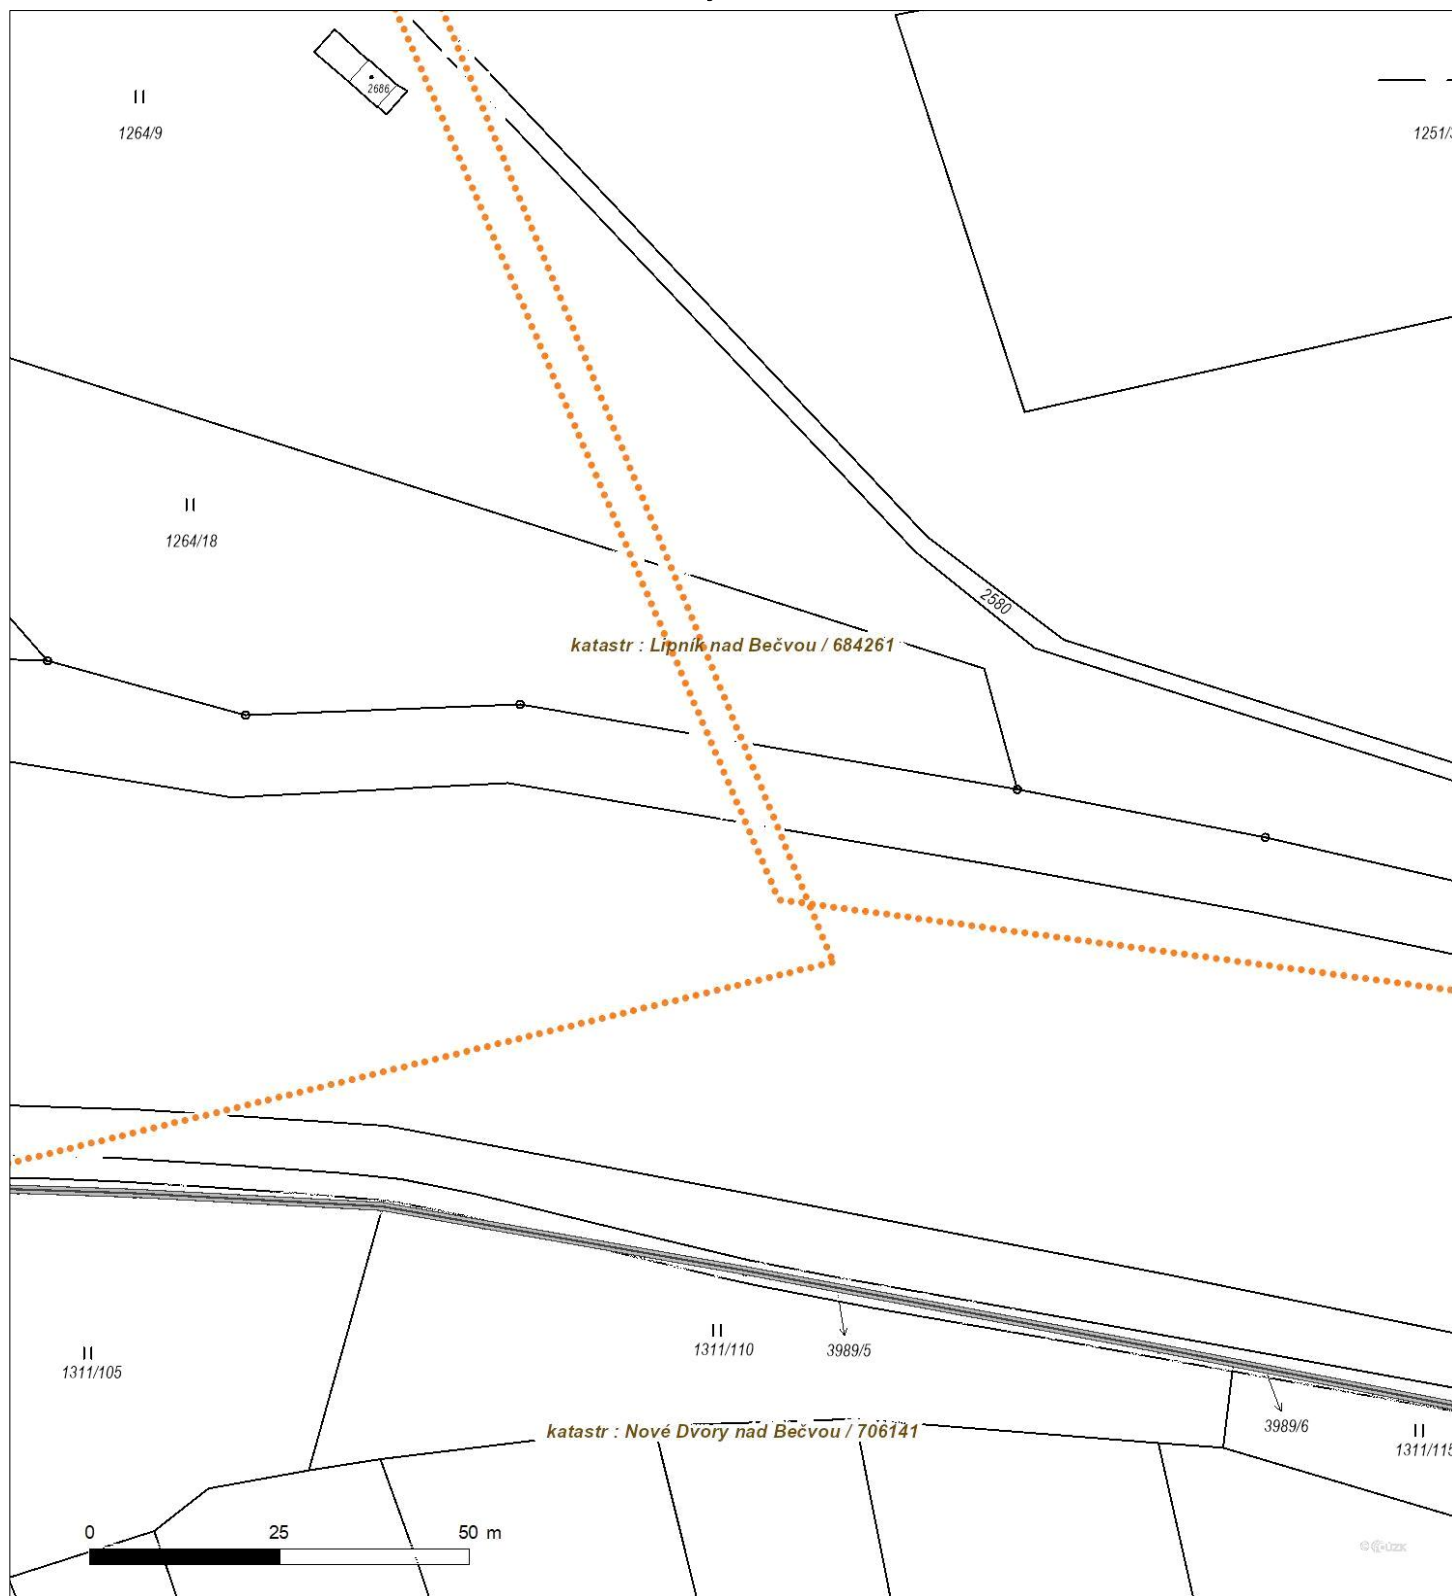 2686
II
1264/9
1251/3
II
1264/18
2580
katastr : Lipník nad Bečvou / 684261
II
1311/105
II
1311/110
3989/5
3989/6
II
1311/115
katastr : Nové Dvory nad Bečvou / 706141
0 25 50 m
© ČÚZK